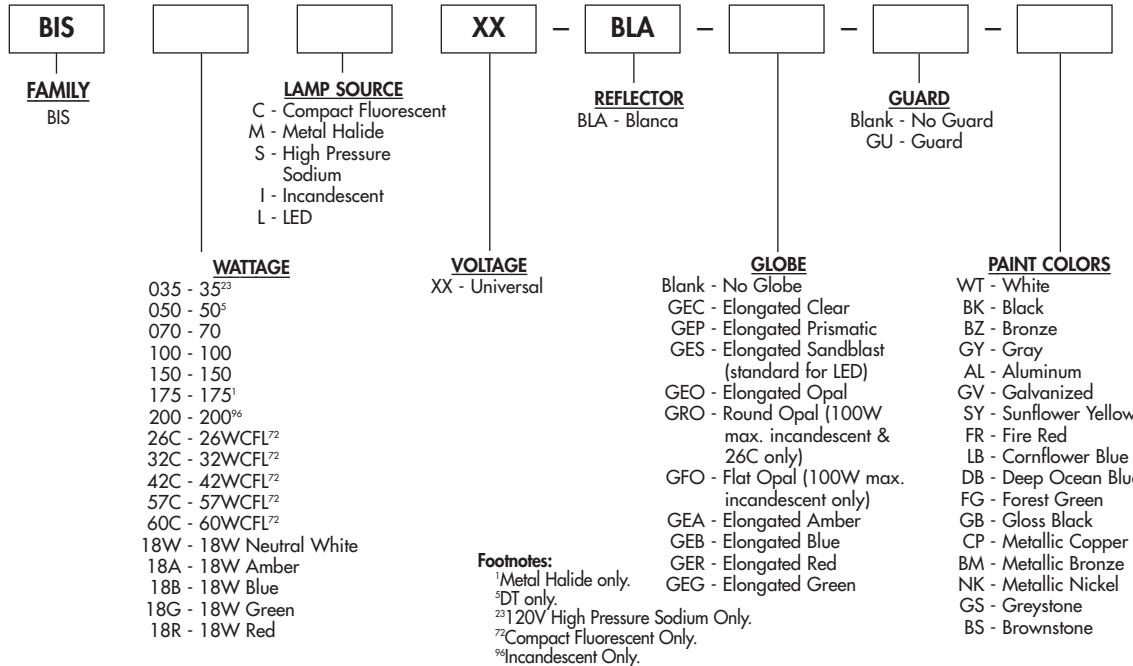 BIS XX – BLA – – –
FAMILY
BIS
LAMP SOURCE
C - Compact Fluorescent
M - Metal Halide
S - High Pressure
Sodium
I - Incandescent
L - LED
REFLECTOR
BLA - Blanca
GUARD
Blank - No Guard
GU - Guard
WATTAGE
035 - 35²³
050 - 50⁵
070 - 70
100 - 100
150 - 150
175 - 175¹
200 - 200⁹⁶
26C - 26WCFL⁷²
32C - 32WCFL⁷²
42C - 42WCFL⁷²
57C - 57WCFL⁷²
60C - 60WCFL⁷²
18W - 18W Neutral White
18A - 18W Amber
18B - 18W Blue
18G - 18W Green
18R - 18W Red
VOLTAGE
XX - Universal
GLOBE
Blank - No Globe
GEC - Elongated Clear
GEP - Elongated Prismatic
GES - Elongated Sandblast
(standard for LED)
GEO - Elongated Opal
GRO - Round Opal (100W
max. incandescent &
26C only)
GFO - Flat Opal (100W max.
incandescent only)
GEA - Elongated Amber
GEB - Elongated Blue
GER - Elongated Red
GEG - Elongated Green
PAINT COLORS
WT - White
BK - Black
BZ - Bronze
GY - Gray
AL - Aluminum
GV - Galvanized
SY - Sunflower Yellow
FR - Fire Red
LB - Cornflower Blue
DB - Deep Ocean Blue
FG - Forest Green
GB - Gloss Black
CP - Metallic Copper
BM - Metallic Bronze
NK - Metallic Nickel
GS - Greystone
BS - Brownstone
Footnotes:
¹Metal Halide only.
⁵DT only.
²³120V High Pressure Sodium Only.
⁷²Compact Fluorescent Only.
⁹⁶Incandescent Only.